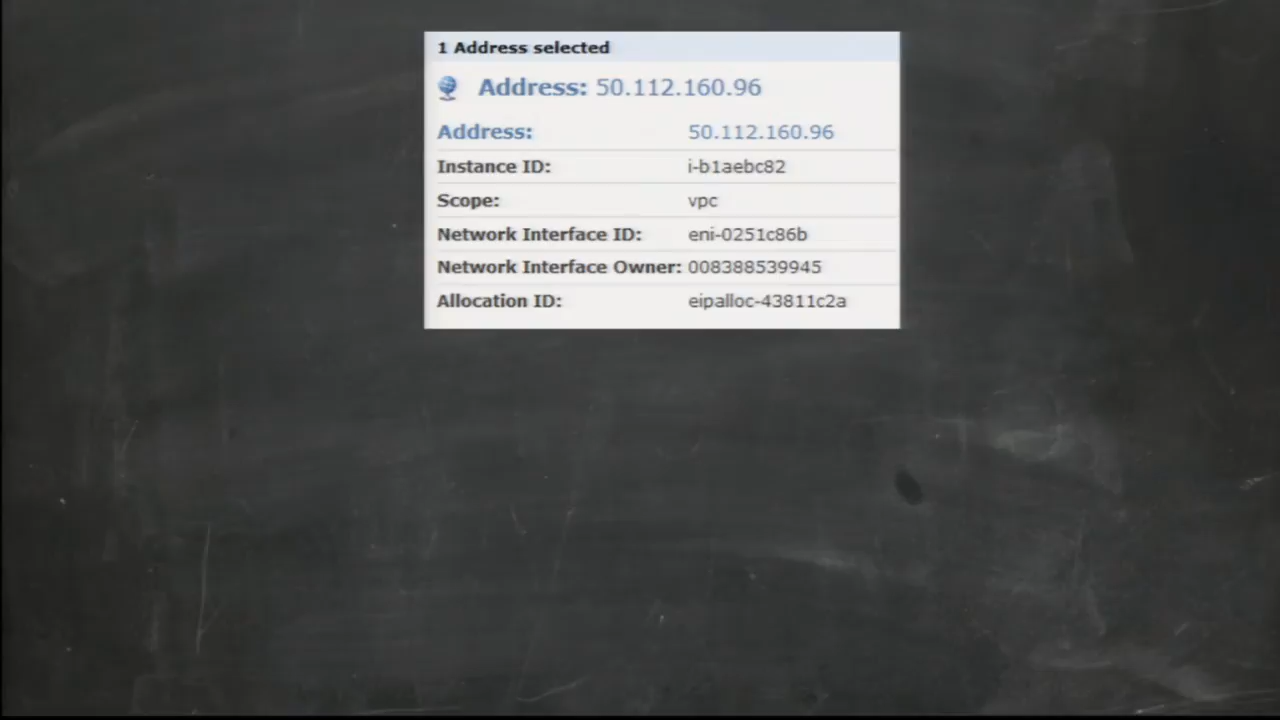 1 Address selected
Address: 50.112.160.96
Address: 50.112.160.96
Instance ID: i-b1aebc82
Scope: vpc
Network Interface ID: eni-0251c86b
Network Interface Owner: 008388539945
Allocation ID: eipalloc-43811c2a